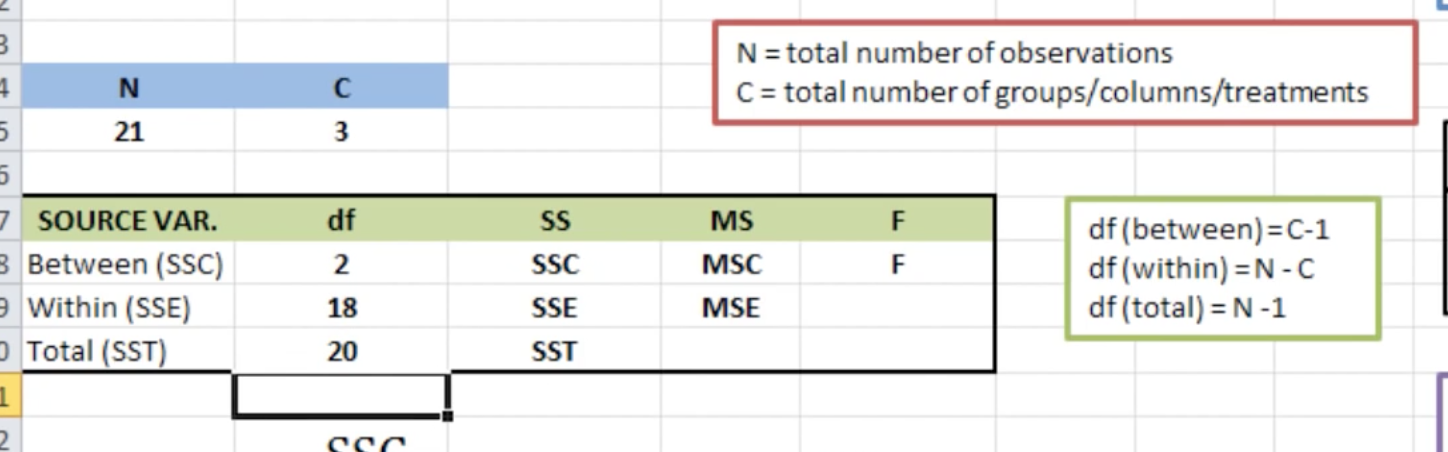 3
N = total number of observations
4 N C
C = total number of groups/columns/treatments
5 21 3
6
7 SOURCE VAR. df SS MS F
df (between) = C-1
8 Between (SSC) 2 SSC MSC F
df (within) = N - C
9 Within (SSE) 18 SSE MSE
df (total) = N -1
0 Total (SST) 20 SST
1
2